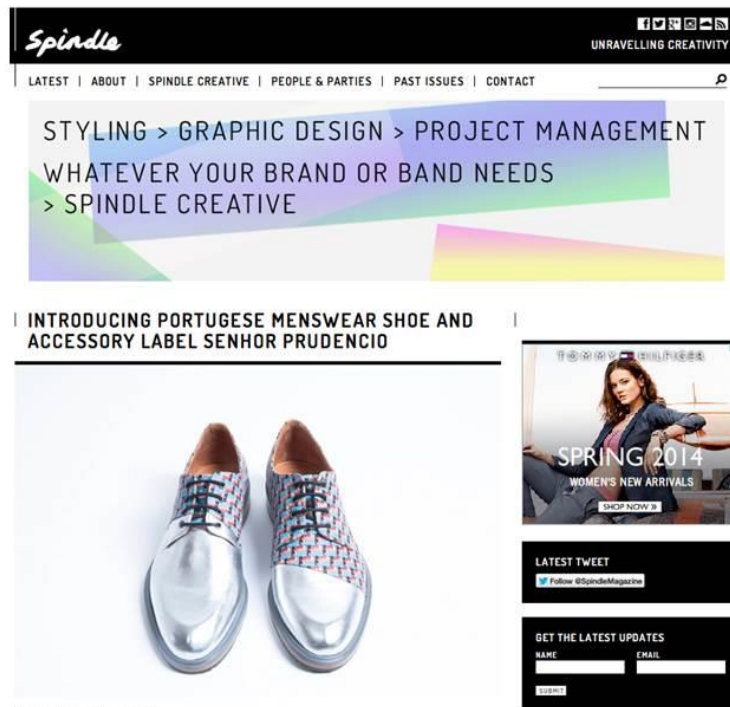 Spindle
UNRAVELLING CREATIVITY
LATEST | ABOUT | SPINDLE CREATIVE | PEOPLE & PARTIES | PAST ISSUES | CONTACT
STYLING > GRAPHIC DESIGN > PROJECT MANAGEMENT
WHATEVER YOUR BRAND OR BAND NEEDS
> SPINDLE CREATIVE
INTRODUCING PORTUGESE MENSWEAR SHOE AND
ACCESSORY LABEL SENHOR PRUDENCIO
TOMMY HILFIGER
SPRING 2014
WOMEN'S NEW ARRIVALS
SHOP NOW »
LATEST TWEET
Follow @SpindleMagazine
GET THE LATEST UPDATES
NAME EMAIL
SUBMIT